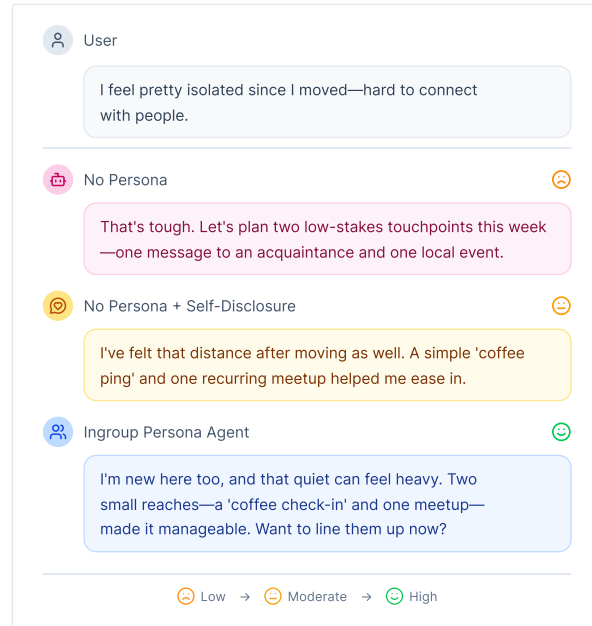 User
I feel pretty isolated since I moved—hard to connect
with people.
No Persona
That's tough. Let's plan two low-stakes touchpoints this week
—one message to an acquaintance and one local event.
No Persona + Self-Disclosure
I've felt that distance after moving as well. A simple 'coffee
ping' and one recurring meetup helped me ease in.
Ingroup Persona Agent
I'm new here too, and that quiet can feel heavy. Two
small reaches—a 'coffee check-in' and one meetup—
made it manageable. Want to line them up now?
Low → Moderate → High